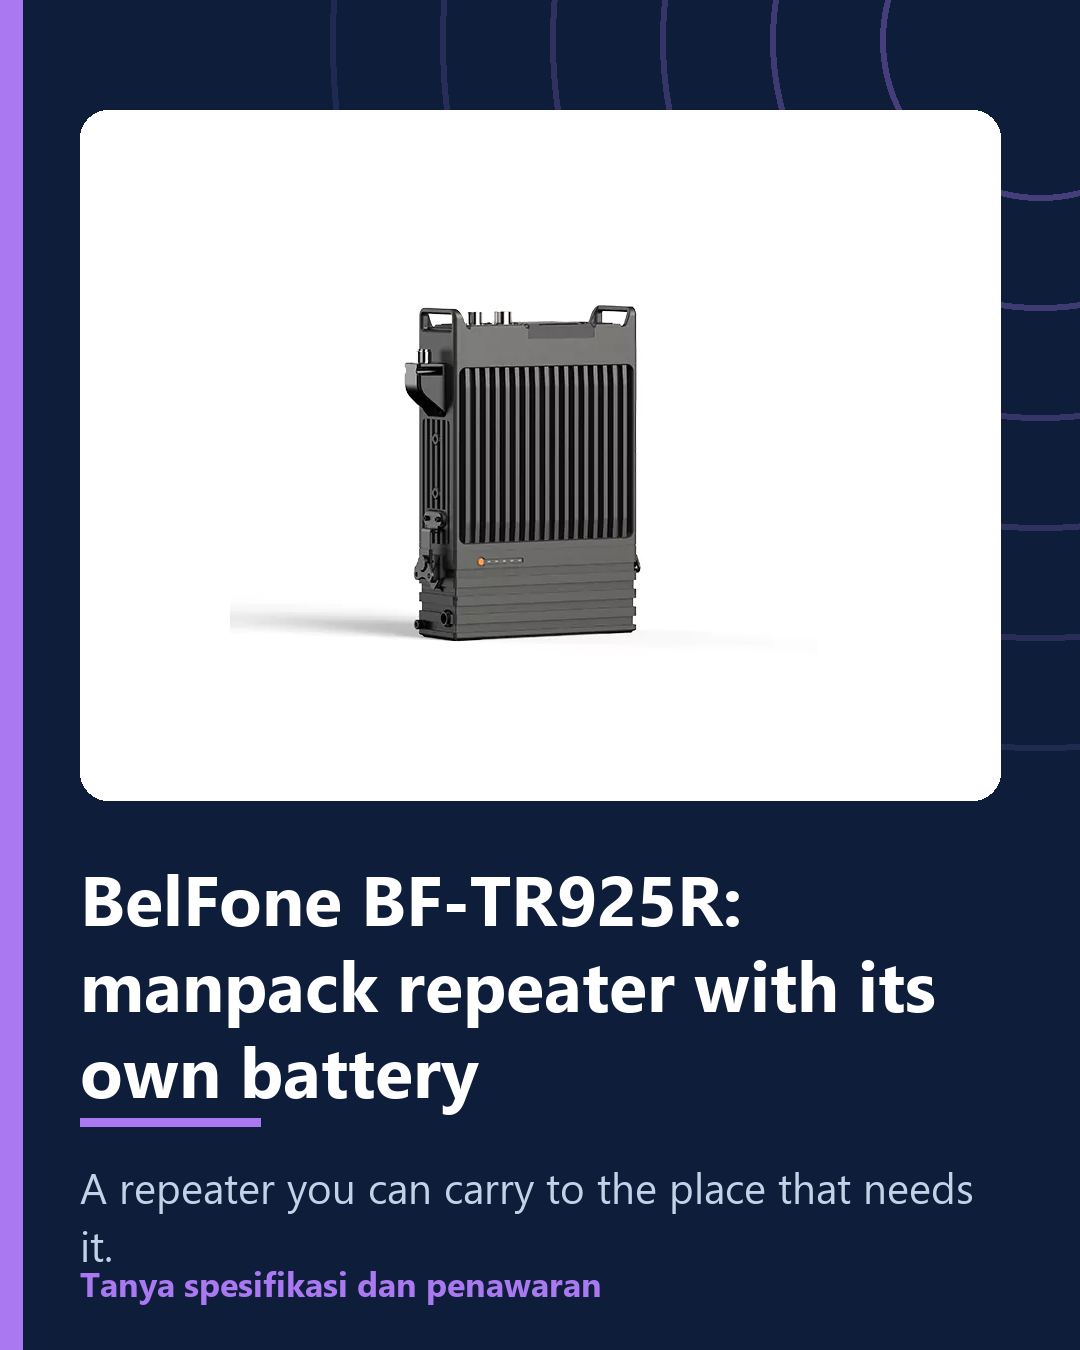 BelFone BF-TR925R:
manpack repeater with its
own battery
A repeater you can carry to the place that needs
it.
Tanya spesifikasi dan penawaran